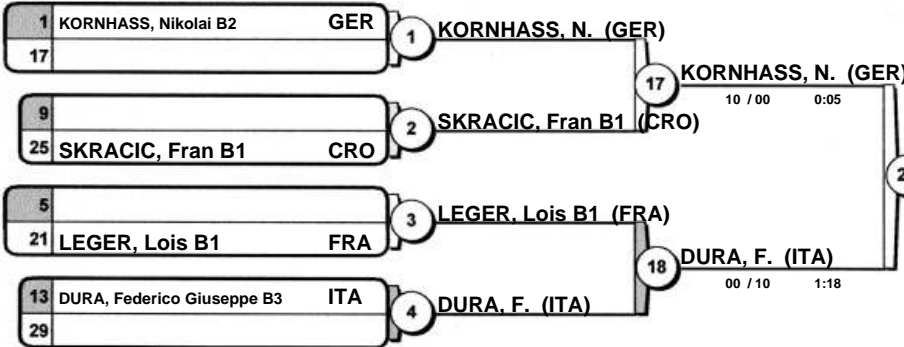 1 KORNHASS, Nikolai B2 GER
17
1
KORNHASS, N. (GER)
9
25 SKRACIC, Fran B1 CRO
2
SKRACIC, Fran B1 (CRO)
17
KORNHASS, N. (GER)
10 / 00 0:05
5
21 LEGER, Lois B1 FRA
3
LEGER, Lois B1 (FRA)
13 DURA, Federico Giuseppe B3 ITA
29
4
DURA, F. (ITA)
18
DURA, F. (ITA)
00 / 10 1:18